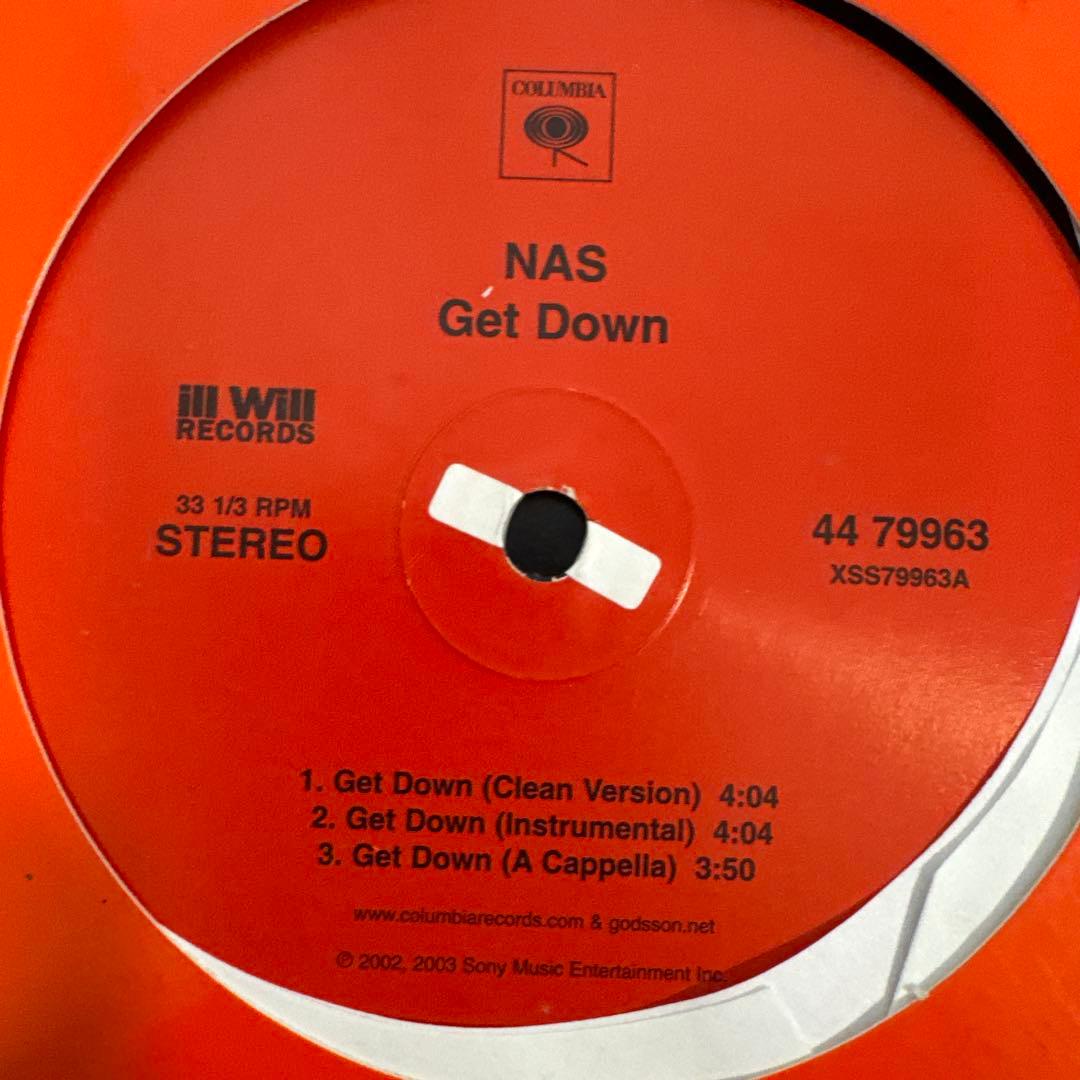 COLUMBIA
NAS
Get Down
ill Will
RECORDS
33 1/3 RPM
STEREO
44 79963
XSS79963A
1. Get Down (Clean Version) 4:04
2. Get Down (Instrumental) 4:04
3. Get Down (A Cappella) 3:50
www.columbiarecords.com & godsson.net
℗ 2002, 2003 Sony Music Entertainment Inc.